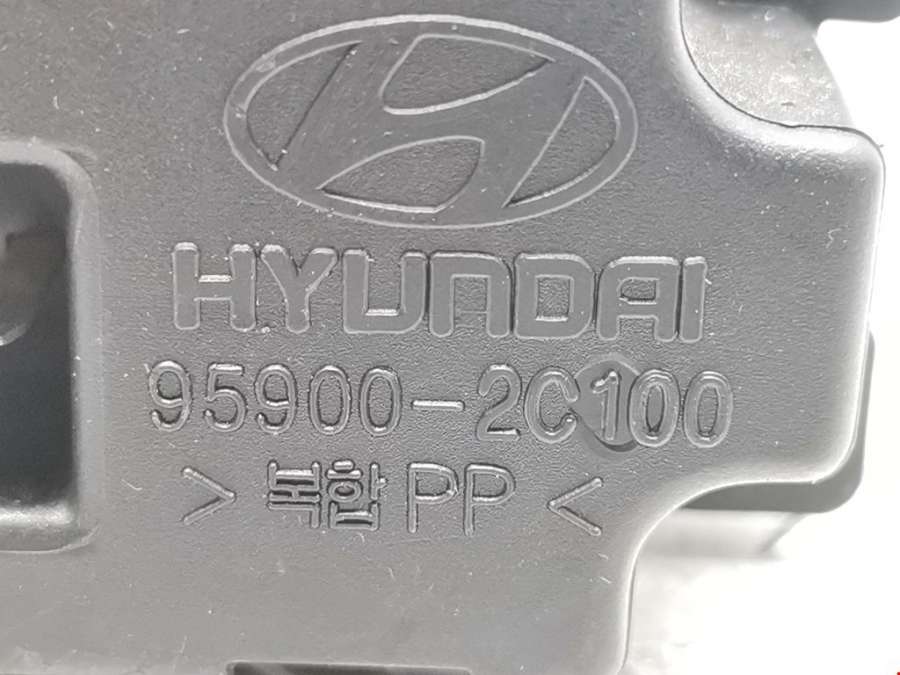 HYUNDAI
95900-2C100
> 복합 PP <